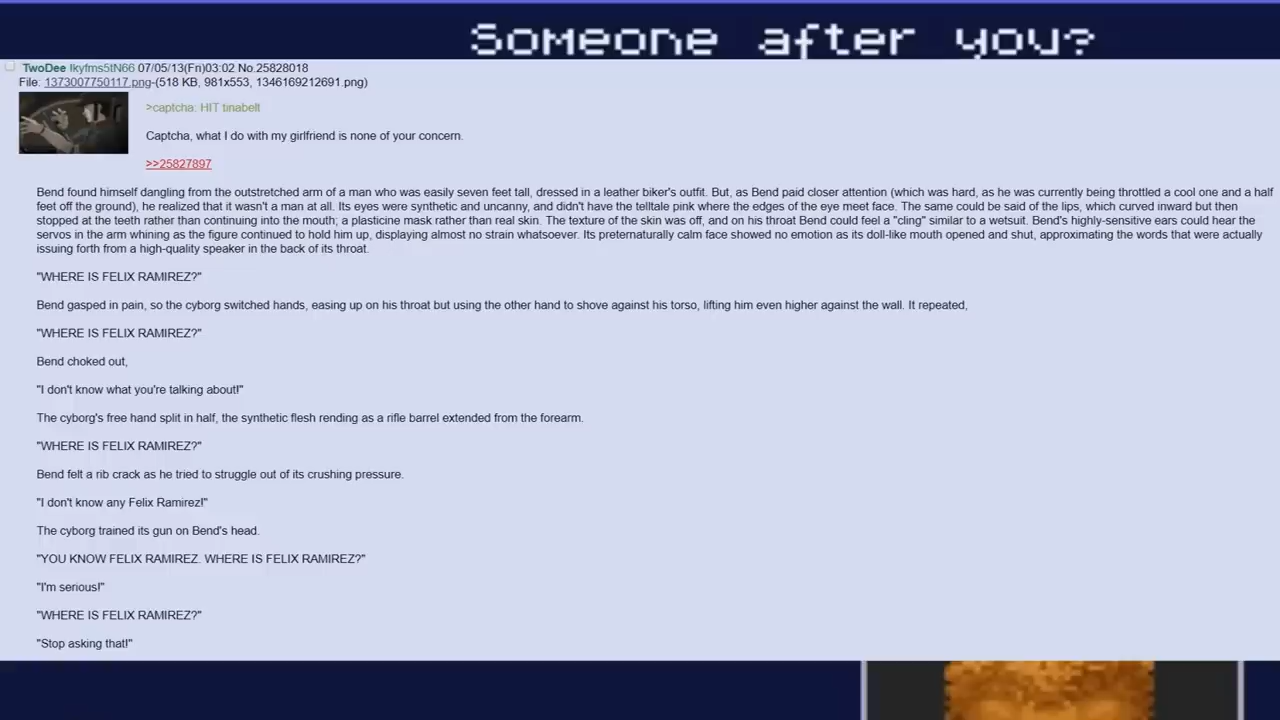 Someone after you?
TwoDee !kyfms5tN66 07/05/13(Fri)03:02 No.25828018
File: 1373007750117.png-(518 KB, 981x553, 1346169212691.png)
>captcha: HIT tinabelt
Captcha, what I do with my girlfriend is none of your concern.
>>25827897
Bend found himself dangling from the outstretched arm of a man who was easily seven feet tall, dressed in a leather biker's outfit. But, as Bend paid closer attention (which was hard, as he was currently being throttled a cool one and a half
feet off the ground), he realized that it wasn't a man at all. Its eyes were synthetic and uncanny, and didn't have the telltale pink where the edges of the eye meet face. The same could be said of the lips, which curved inward but then
stopped at the teeth rather than continuing into the mouth; a plasticine mask rather than real skin. The texture of the skin was off, and on his throat Bend could feel a "cling" similar to a wetsuit. Bend's highly-sensitive ears could hear the
servos in the arm whining as the figure continued to hold him up, displaying almost no strain whatsoever. Its preternaturally calm face showed no emotion as its doll-like mouth opened and shut, approximating the words that were actually
issuing forth from a high-quality speaker in the back of its throat.
"WHERE IS FELIX RAMIREZ?"
Bend gasped in pain, so the cyborg switched hands, easing up on his throat but using the other hand to shove against his torso, lifting him even higher against the wall. It repeated,
"WHERE IS FELIX RAMIREZ?"
Bend choked out,
"I don't know what you're talking about!"
The cyborg's free hand split in half, the synthetic flesh rending as a rifle barrel extended from the forearm.
"WHERE IS FELIX RAMIREZ?"
Bend felt a rib crack as he tried to struggle out of its crushing pressure.
"I don't know any Felix Ramirez!"
The cyborg trained its gun on Bend's head.
"YOU KNOW FELIX RAMIREZ. WHERE IS FELIX RAMIREZ?"
"I'm serious!"
"WHERE IS FELIX RAMIREZ?"
"Stop asking that!"